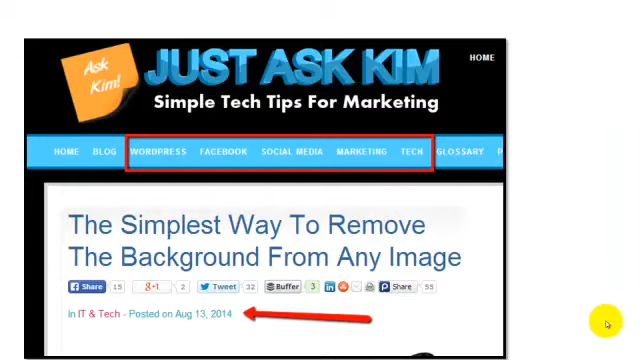 Ask
Kim!
JUST ASK KIM
HOME
Simple Tech Tips For Marketing
HOME BLOG WORDPRESS FACEBOOK SOCIAL MEDIA MARKETING TECH GLOSSARY P
The Simplest Way To Remove
The Background From Any Image
Share 15 g+1 2 Tweet 32 Buffer 3 in Share 55
In IT & Tech - Posted on Aug 13, 2014